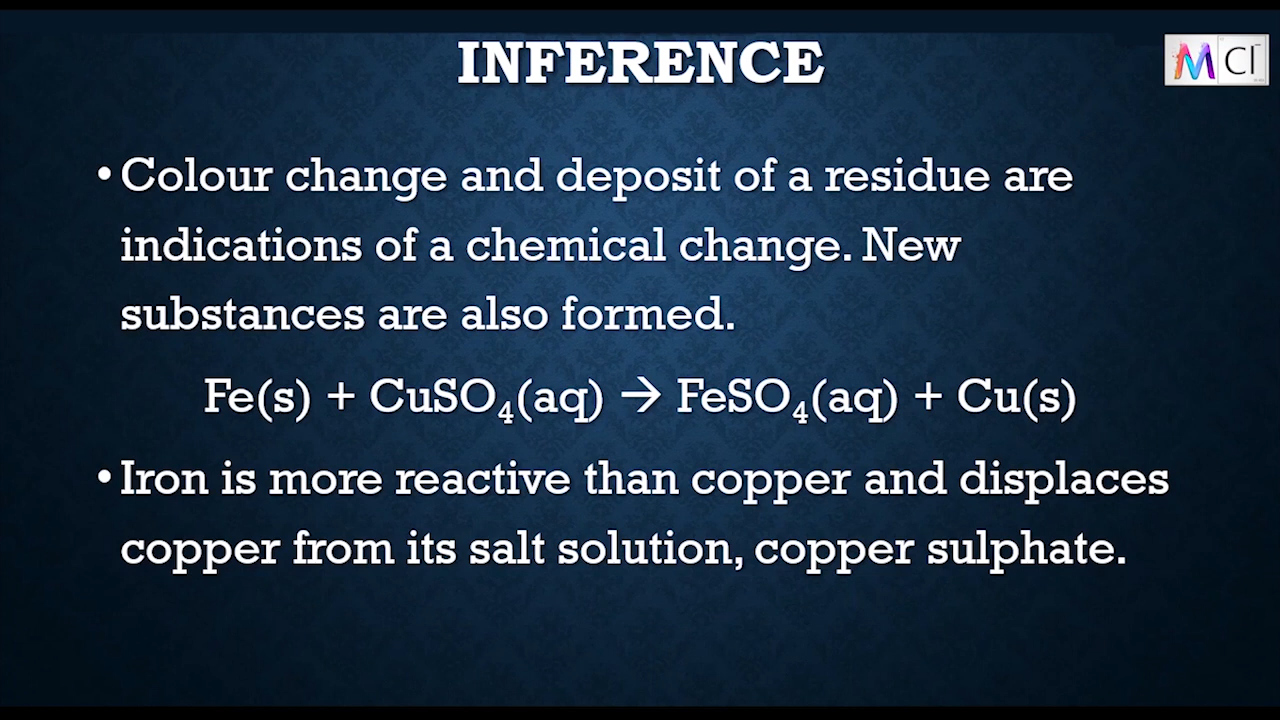 INFERENCE
MCl
• Colour change and deposit of a residue are
indications of a chemical change. New
substances are also formed.
Fe(s) + CuSO₄(aq) → FeSO₄(aq) + Cu(s)
• Iron is more reactive than copper and displaces
copper from its salt solution, copper sulphate.